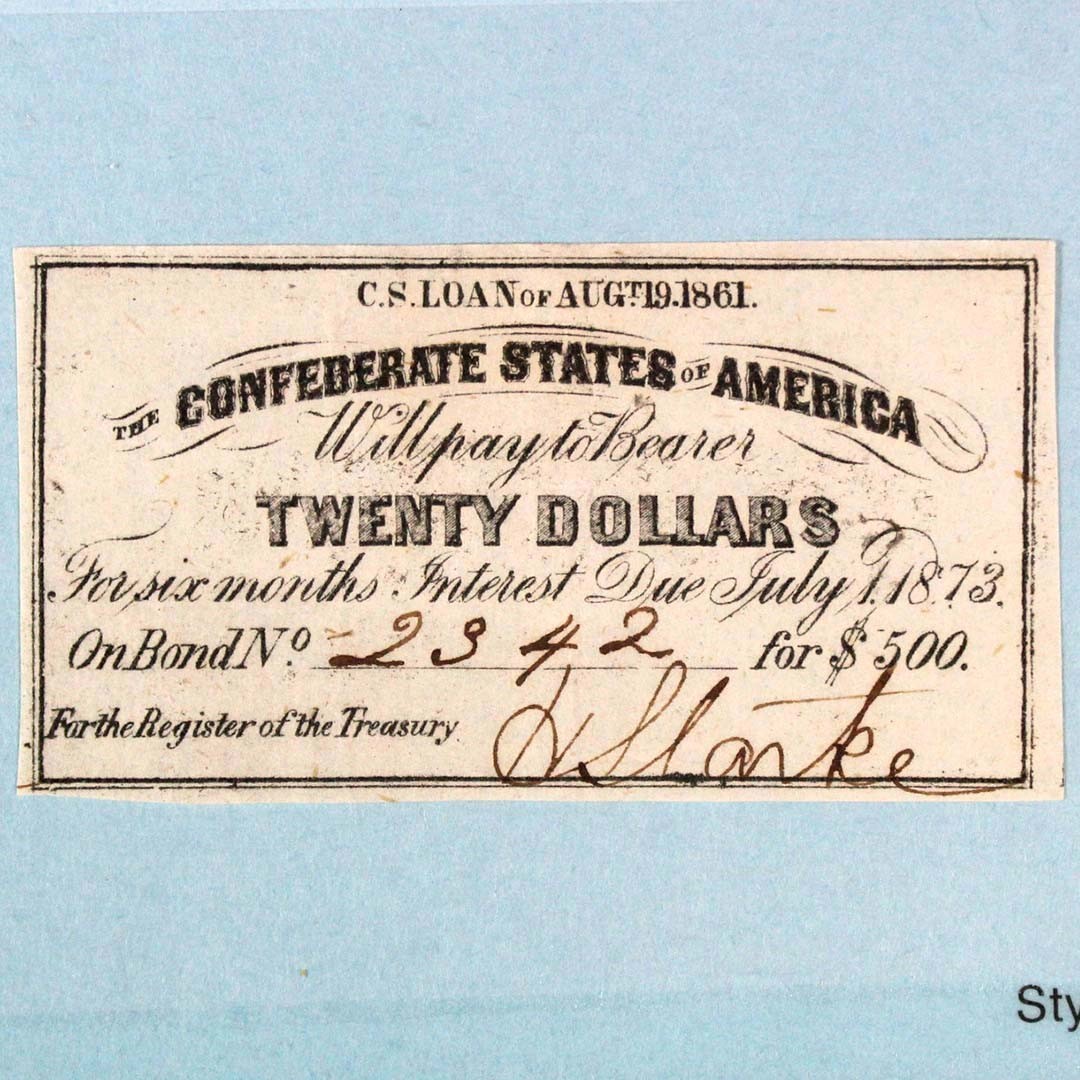 C.S. LOAN OF AUGT. 19. 1861.
THE CONFEDERATE STATES OF AMERICA
Will pay to Bearer
TWENTY DOLLARS
For six months Interest Due July 1. 1873.
On Bond No. 2342 for $500.
For the Register of the Treasury
Sty